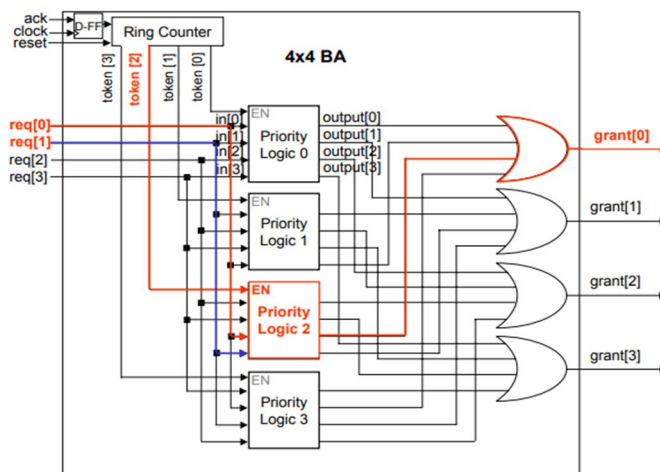 ack
clock
reset
D-FF
Ring Counter
4x4 BA
token [3]
token [2]
token [1]
token [0]
req[0]
req[1]
req[2]
req[3]
in[0]
in[1]
in[2]
in[3]
EN
Priority
Logic 0
output[0]
output[1]
output[2]
output[3]
grant[0]
EN
Priority
Logic 1
grant[1]
EN
Priority
Logic 2
grant[2]
EN
Priority
Logic 3
grant[3]